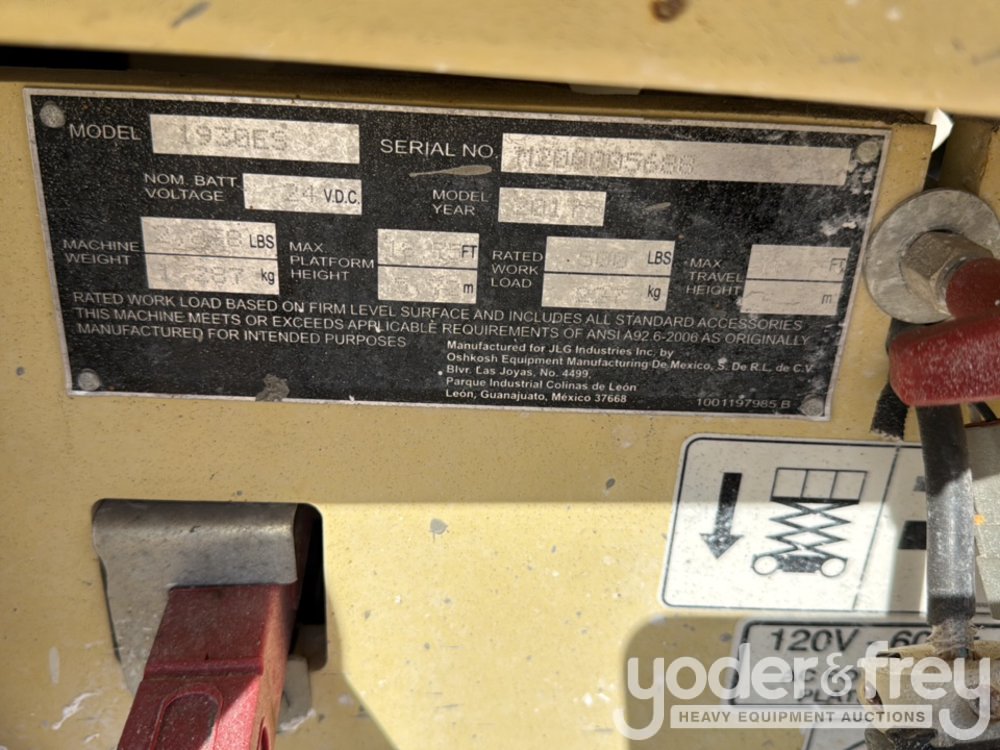 MODEL 1930ES SERIAL NO. M200005688
NOM. BATT. VOLTAGE 24 V.D.C. MODEL YEAR
MACHINE WEIGHT LBS kg MAX PLATFORM HEIGHT FT m RATED WORK LOAD LBS kg MAX. TRAVEL HEIGHT FT m
RATED WORK LOAD BASED ON FIRM LEVEL SURFACE AND INCLUDES ALL STANDARD ACCESSORIES
THIS MACHINE MEETS OR EXCEEDS APPLICABLE REQUIREMENTS OF ANSI A92.6-2006 AS ORIGINALLY
MANUFACTURED FOR INTENDED PURPOSES
Manufactured for JLG Industries Inc. by
Oshkosh Equipment Manufacturing De Mexico, S. De R.L. de C.V.
Blvr. Las Joyas, No. 4499,
Parque Industrial Colinas de León
León, Guanajuato, México 37668
1001197985 B
120V
yoder&frey
HEAVY EQUIPMENT AUCTIONS